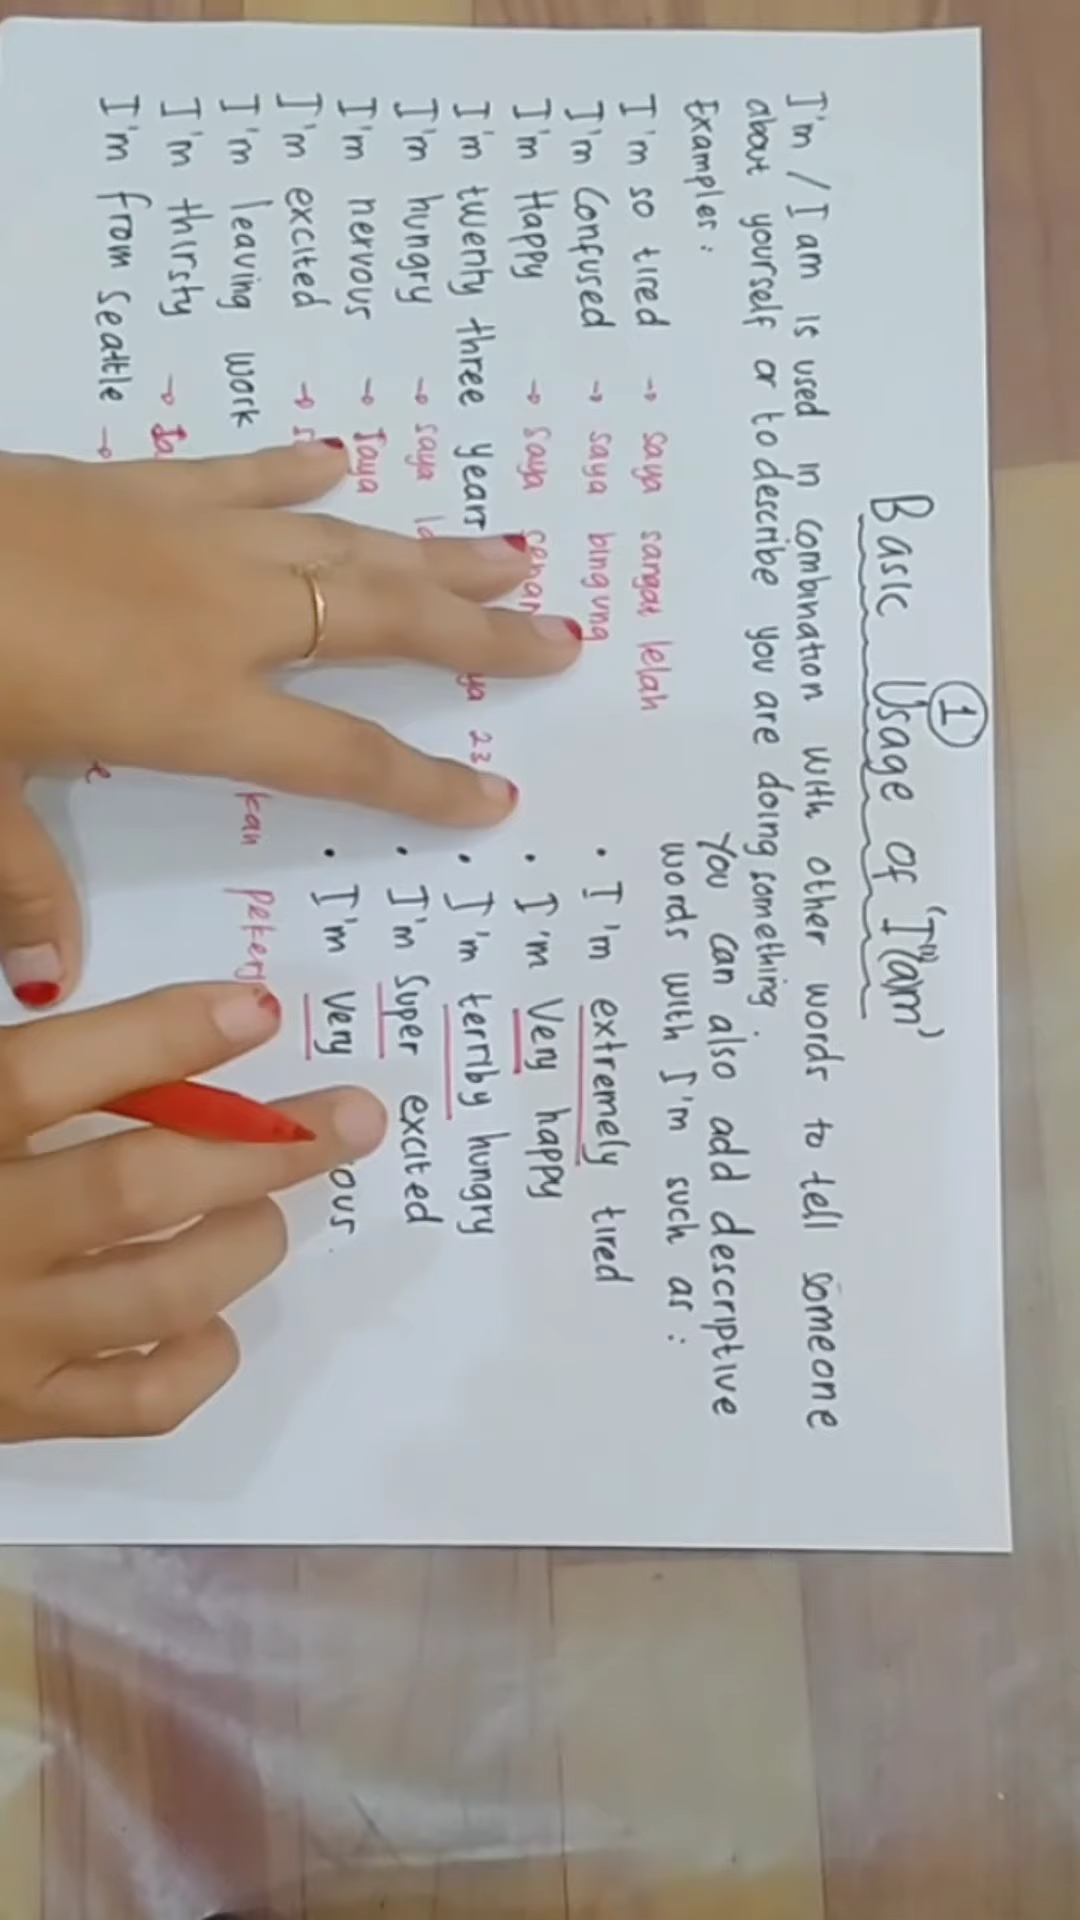 1
Basic Usage of 'I'm/I am'
I'm / I am is used in combination with other words to tell someone
about yourself or to describe you are doing something.
Examples :
I'm so tired → saya sangat lelah
I'm Confused → saya bingung
I'm Happy → saya
I'm twenty three years 23
I'm hungry → saya
I'm nervous → saya
I'm excited →
I'm leaving work
I'm thirsty →
I'm from Seattle →
You can also add descriptive
words with I'm such as :
• I'm extremely tired
• I'm Very happy
• I'm terriby hungry
• I'm Super excited
• I'm Very